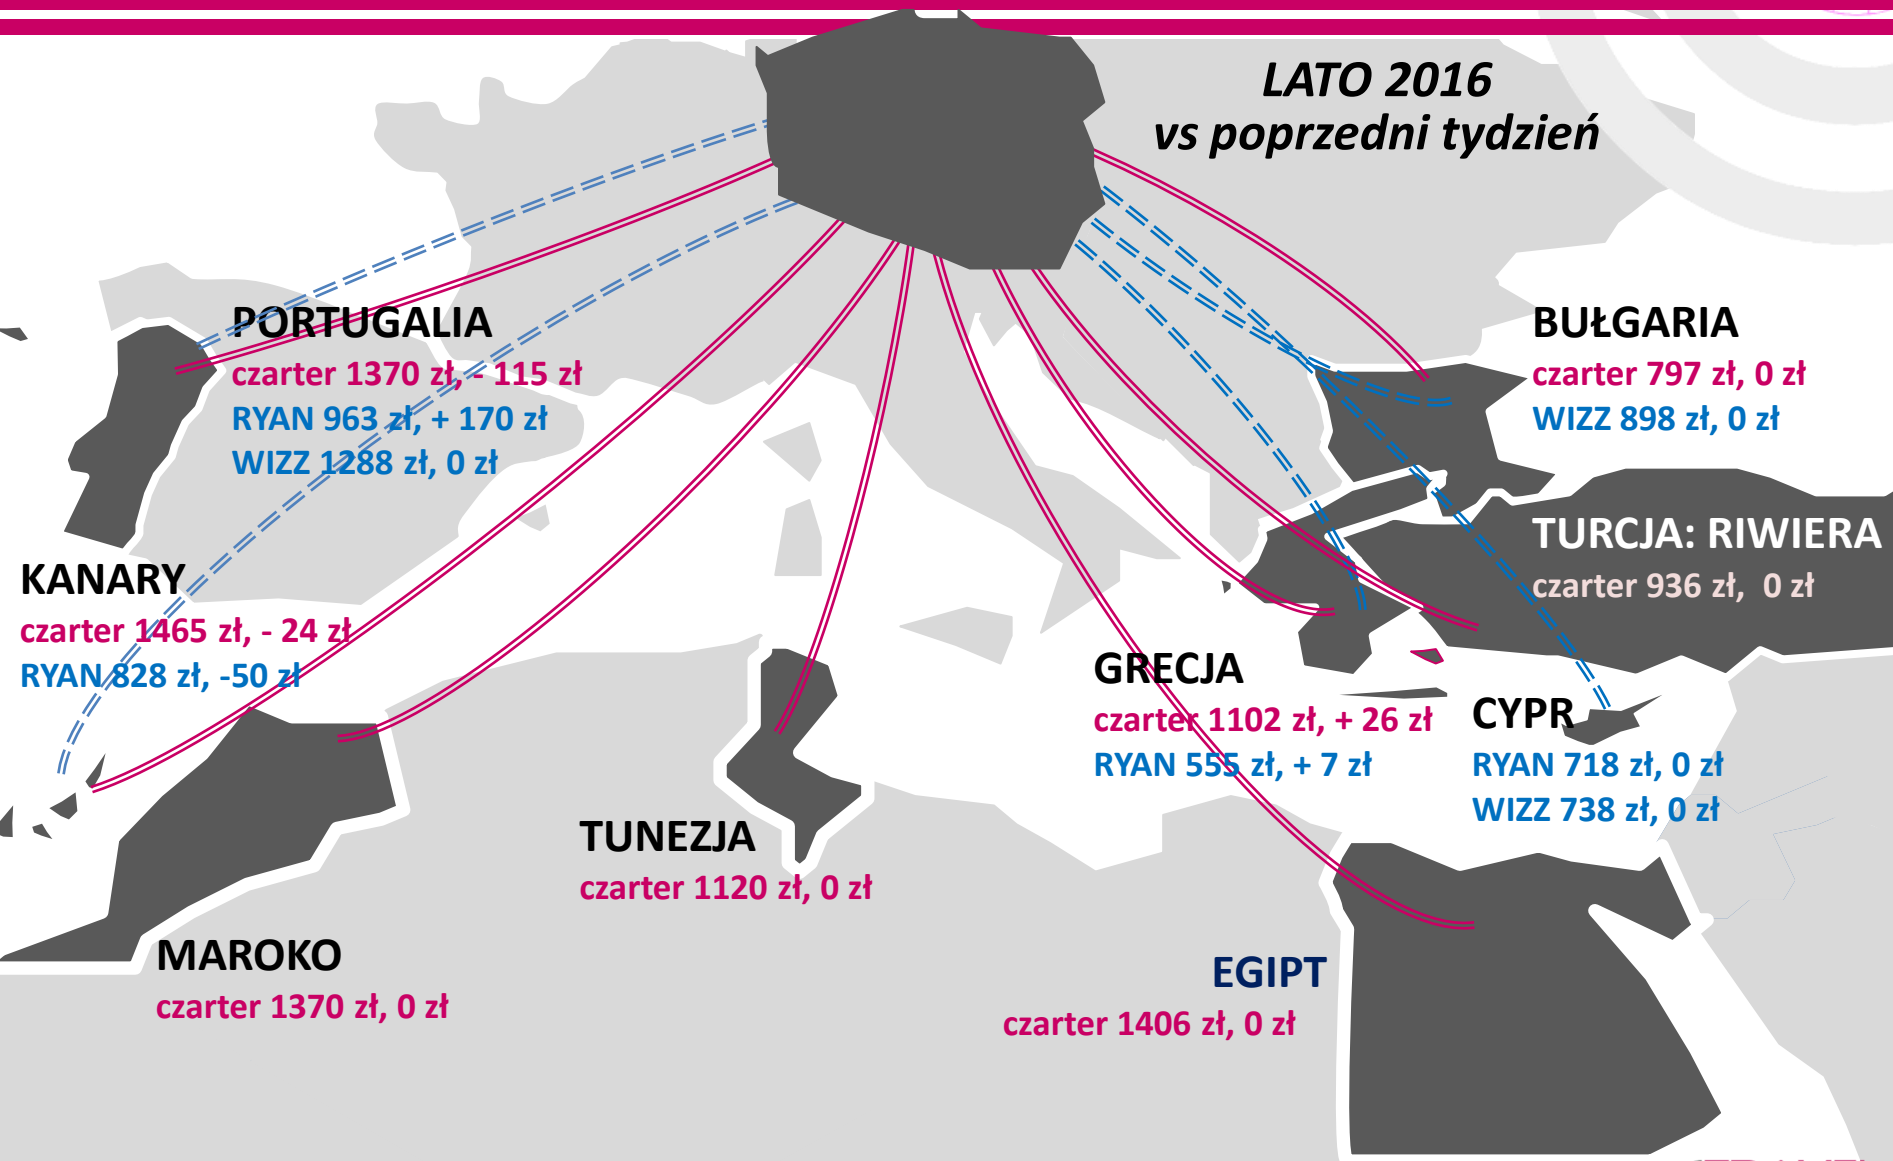 LATO 2016
vs poprzedni tydzień
PORTUGALIA
czarter 1370 zł, - 115 zł
RYAN 963 zł, + 170 zł
WIZZ 1288 zł, 0 zł
BUŁGARIA
czarter 797 zł, 0 zł
WIZZ 898 zł, 0 zł
TURCJA: RIWIERA
czarter 936 zł, 0 zł
KANARY
czarter 1465 zł, - 24 zł
RYAN 828 zł, -50 zł
GRECJA
czarter 1102 zł, + 26 zł
RYAN 555 zł, + 7 zł
CYPR
RYAN 718 zł, 0 zł
WIZZ 738 zł, 0 zł
TUNEZJA
czarter 1120 zł, 0 zł
MAROKO
czarter 1370 zł, 0 zł
EGIPT
czarter 1406 zł, 0 zł